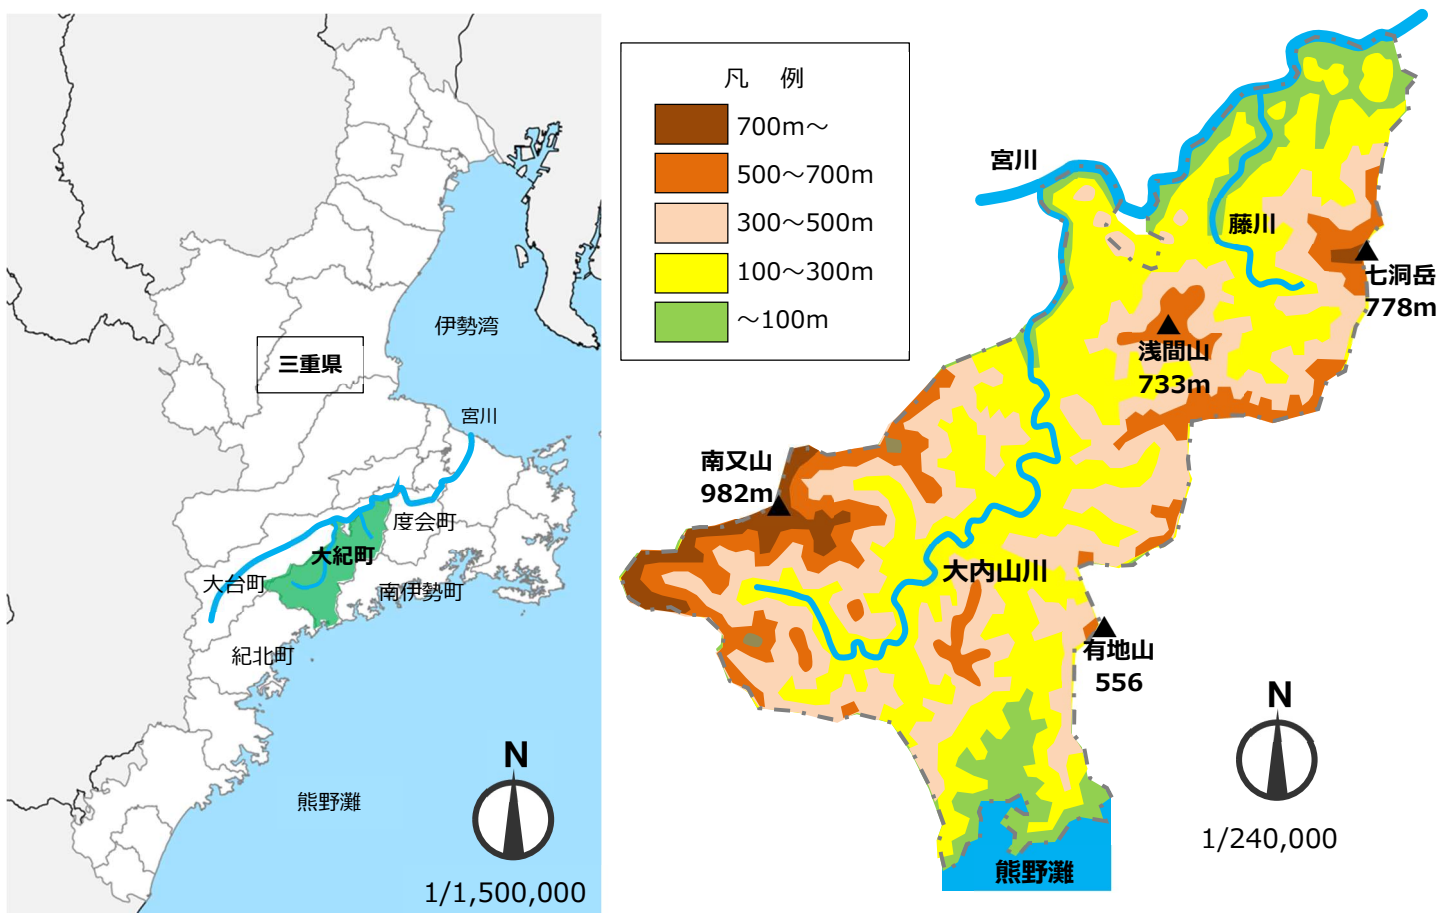 伊勢湾
三重県
宮川
度会町
大紀町
大台町
南伊勢町
紀北町
熊野灘
N
1/1,500,000
凡 例
700m～
500～700m
300～500m
100～300m
～100m
宮川
藤川
七洞岳
778m
浅間山
733m
南又山
982m
大内山川
有地山
556
熊野灘
N
1/240,000